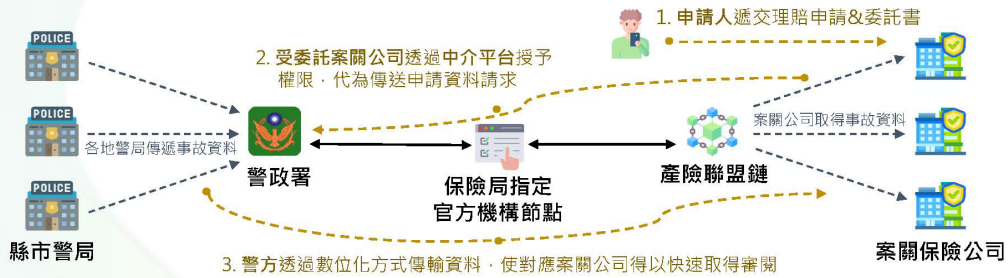 1. 申請人遞交理賠申請&委託書
2. 受委託案關公司透過中介平台授予
權限，代為傳送申請資料請求
POLICE
POLICE
POLICE
各地警局傳遞事故資料
案關公司取得事故資料
警政署
保險局指定
官方機構節點
產險聯盟鏈
縣市警局
案關保險公司
3. 警方透過數位化方式傳輸資料，使對應案關公司得以快速取得審閱